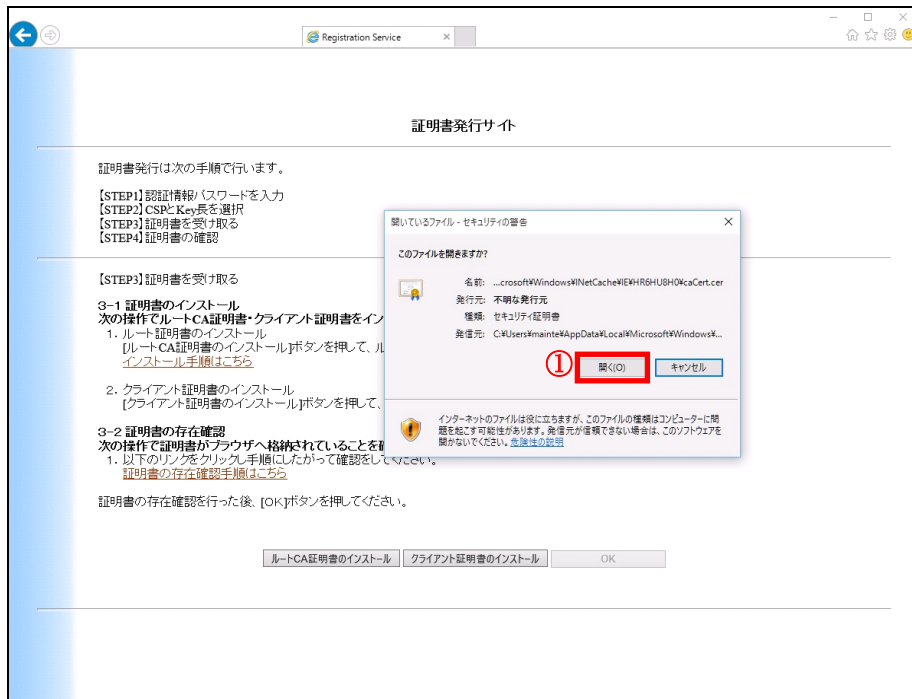 Registration Service
証明書発行サイト
証明書発行は次の手順で行います。
【STEP1】認証情報パスワードを入力
【STEP2】CSPとKey長を選択
【STEP3】証明書を受け取る
【STEP4】証明書の確認
【STEP3】証明書を受け取る
3-1 証明書のインストール
次の操作でルートCA証明書・クライアント証明書をイン
1. ルート証明書のインストール
[ルートCA証明書のインストール]ボタンを押して、ル
インストール手順はこちら
2. クライアント証明書のインストール
[クライアント証明書のインストール]ボタンを押して、
3-2 証明書の存在確認
次の操作で証明書がブラウザへ格納されていることを確
1. 以下のリンクをクリックし手順にしたがって確認をしてください。
証明書の存在確認手順はこちら
証明書の存在確認を行った後、[OK]ボタンを押してください。
ルートCA証明書のインストール クライアント証明書のインストール OK
開いているファイル - セキュリティの警告
このファイルを開きますか?
名前: ...crosoft¥Windows¥INetCache¥IE¥HR6HU8H0¥caCert.cer
発行元: 不明な発行元
種類: セキュリティ証明書
発信元: C:¥Users¥mainte¥AppData¥Local¥Microsoft¥Windows¥...
① 開く(O) キャンセル
インターネットのファイルは役に立ちますが、このファイルの種類はコンピューターに問
題を起こす可能性があります。発信元が信頼できない場合は、このソフトウェアを
開かないでください。危険性の説明